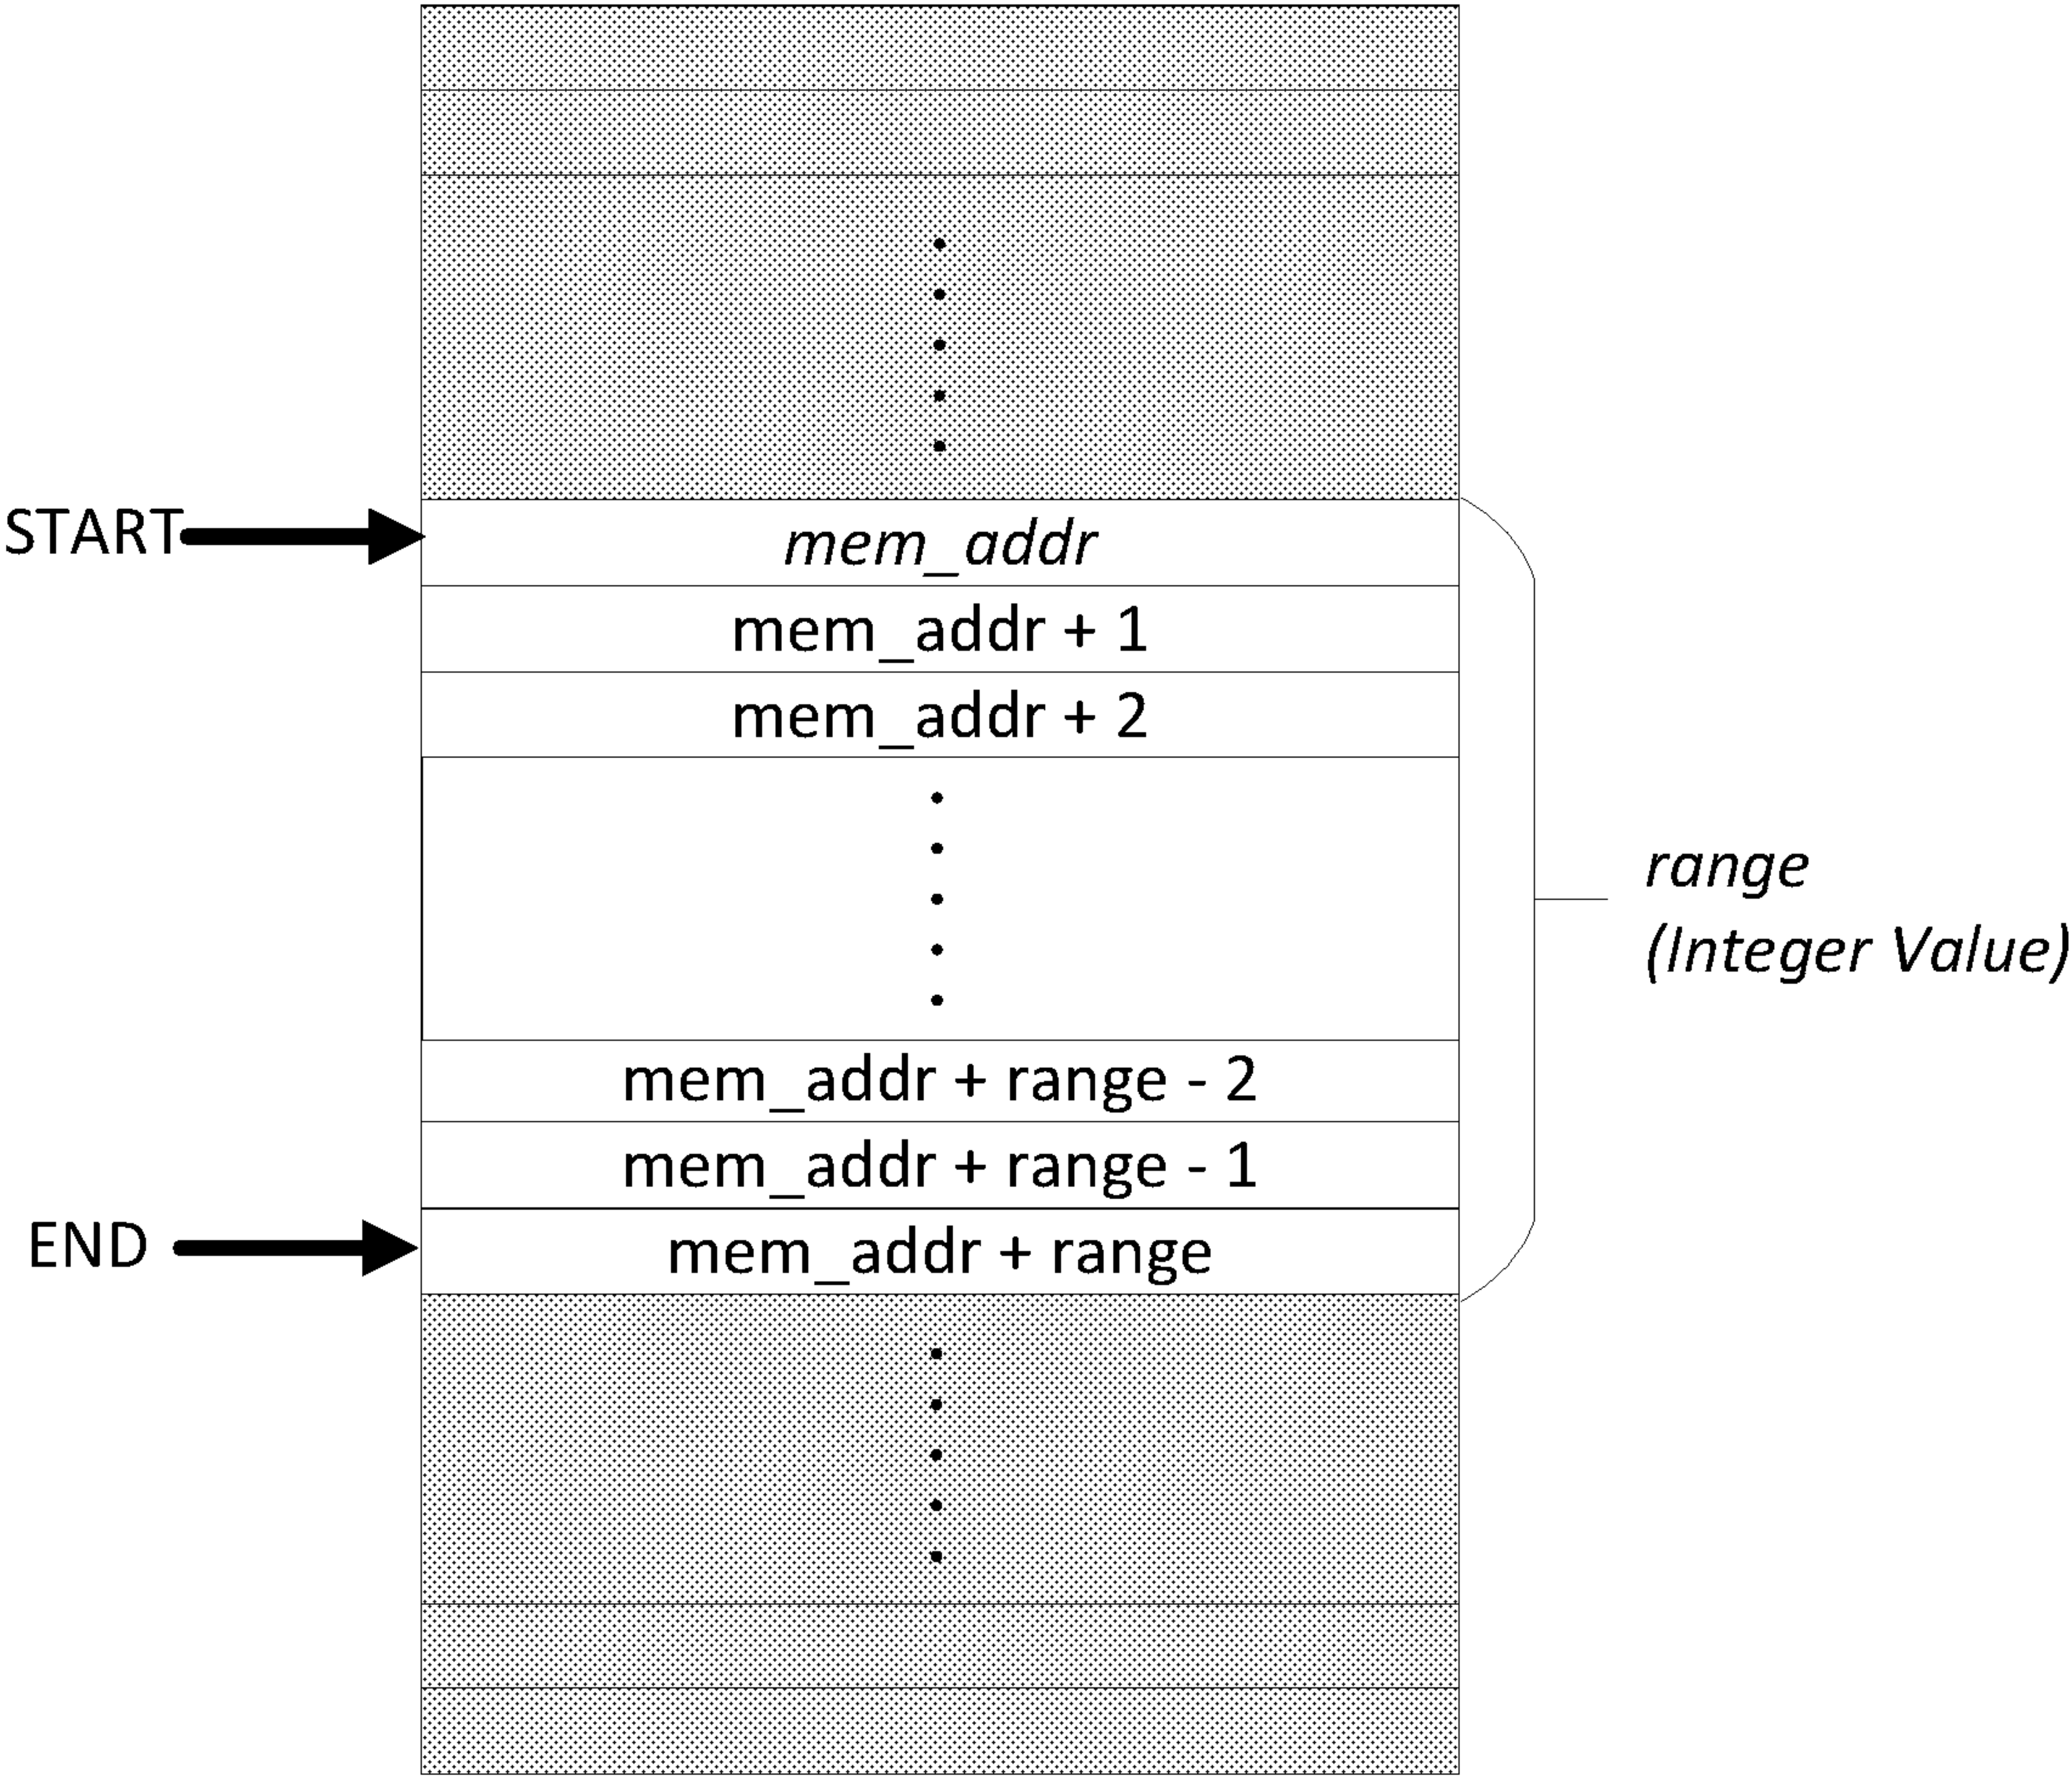 START
mem_addr
mem_addr + 1
mem_addr + 2
range
(Integer Value)
mem_addr + range - 2
mem_addr + range - 1
END
mem_addr + range